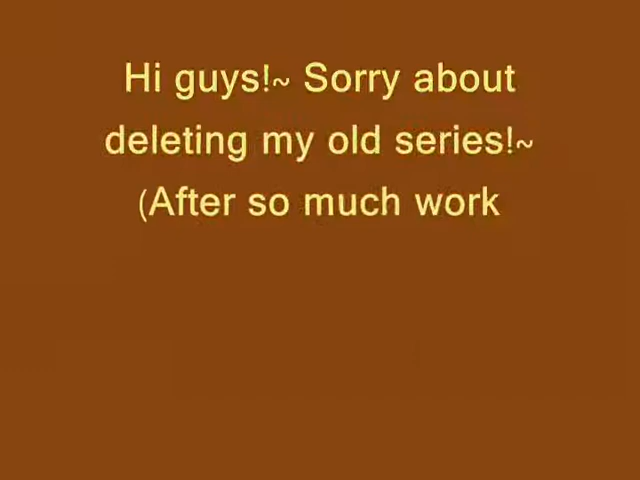 Hi guys!~ Sorry about
deleting my old series!~
(After so much work